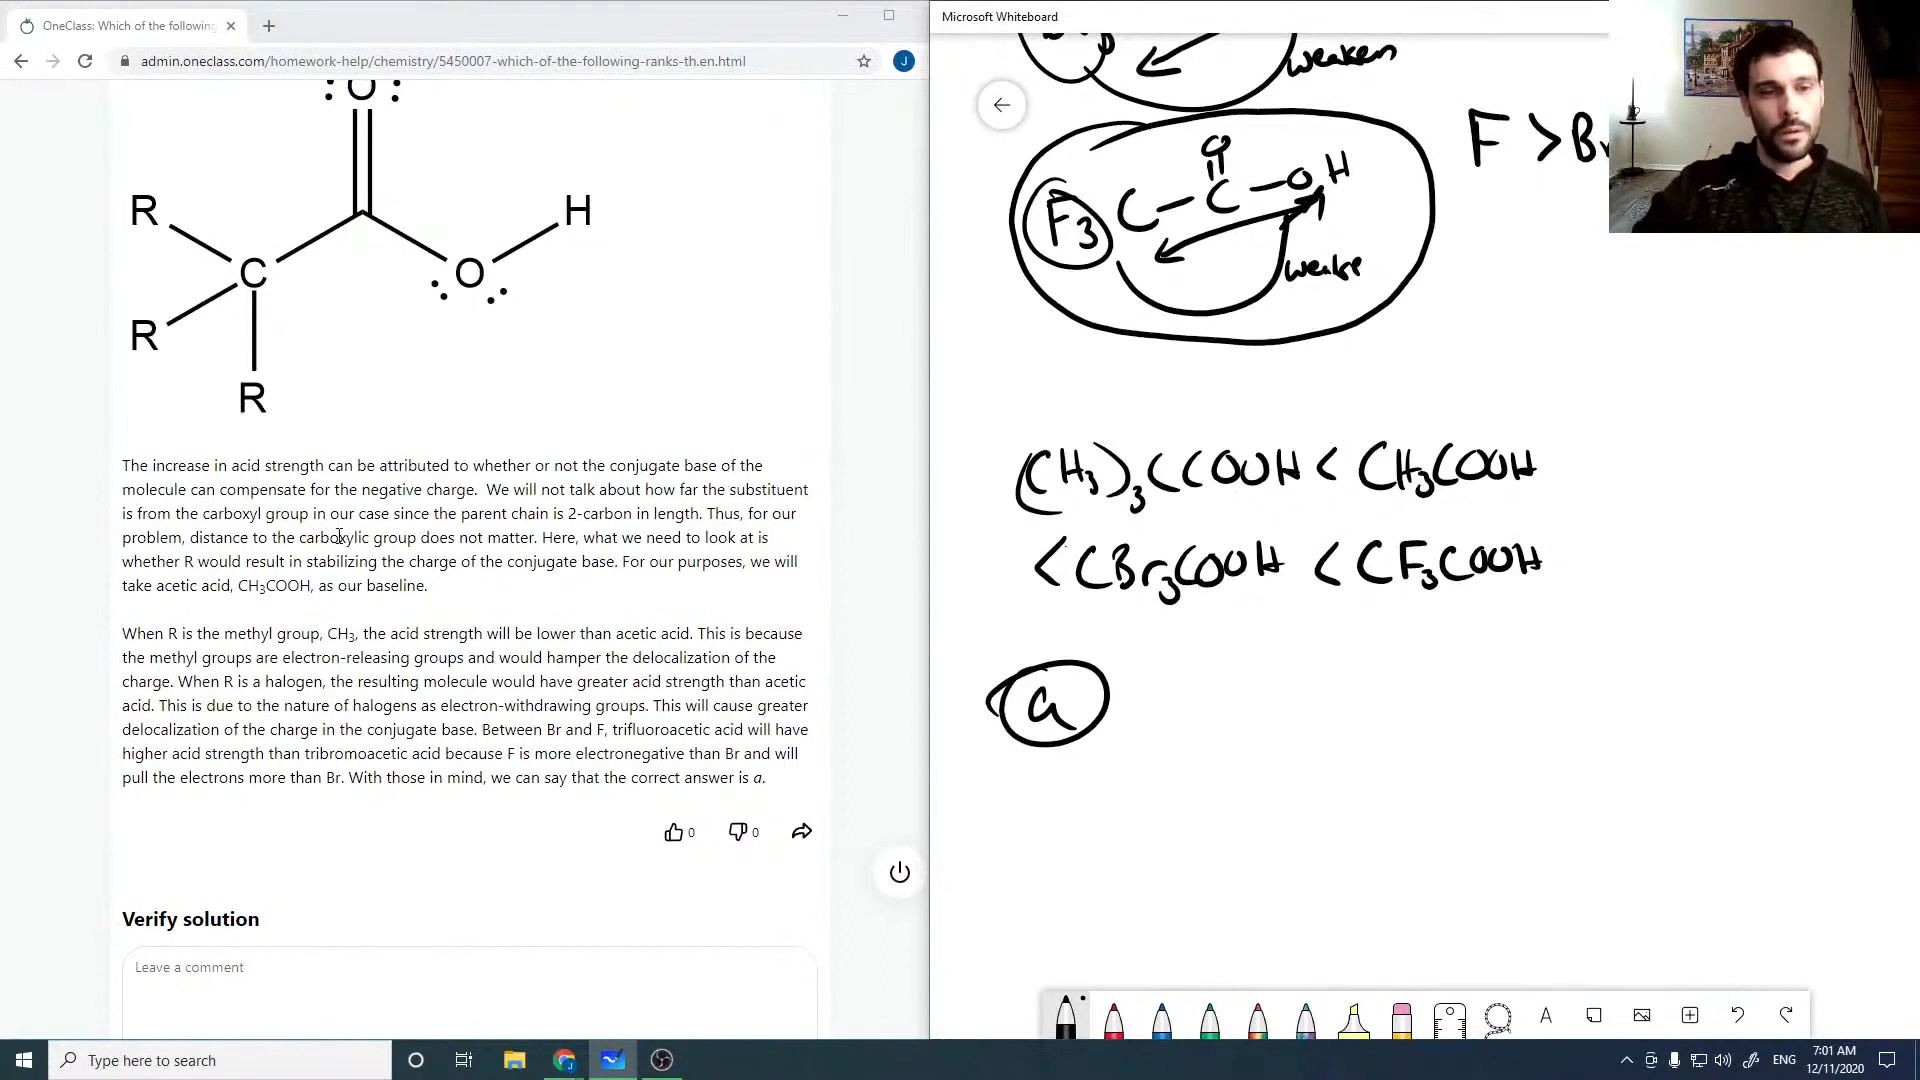 OneClass: Which of the following
admin.oneclass.com/homework-help/chemistry/5450007-which-of-the-following-ranks-th.en.html
J
:O:
R
H
C
O
R
R
The increase in acid strength can be attributed to whether or not the conjugate base of the
molecule can compensate for the negative charge. We will not talk about how far the substituent
is from the carboxyl group in our case since the parent chain is 2-carbon in length. Thus, for our
problem, distance to the carboxylic group does not matter. Here, what we need to look at is
whether R would result in stabilizing the charge of the conjugate base. For our purposes, we will
take acetic acid, CH₃COOH, as our baseline.
When R is the methyl group, CH₃, the acid strength will be lower than acetic acid. This is because
the methyl groups are electron-releasing groups and would hamper the delocalization of the
charge. When R is a halogen, the resulting molecule would have greater acid strength than acetic
acid. This is due to the nature of halogens as electron-withdrawing groups. This will cause greater
delocalization of the charge in the conjugate base. Between Br and F, trifluoroacetic acid will have
higher acid strength than tribromoacetic acid because F is more electronegative than Br and will
pull the electrons more than Br. With those in mind, we can say that the correct answer is a.
0
0
Verify solution
Leave a comment
Microsoft Whiteboard
weaken
F > Br
O
F3 C - C - O H
weake
(CH3)3CCOOH < CH3COOH
< CBr3COOH < CF3COOH
a
A
Type here to search
ENG
7:01 AM
12/11/2020